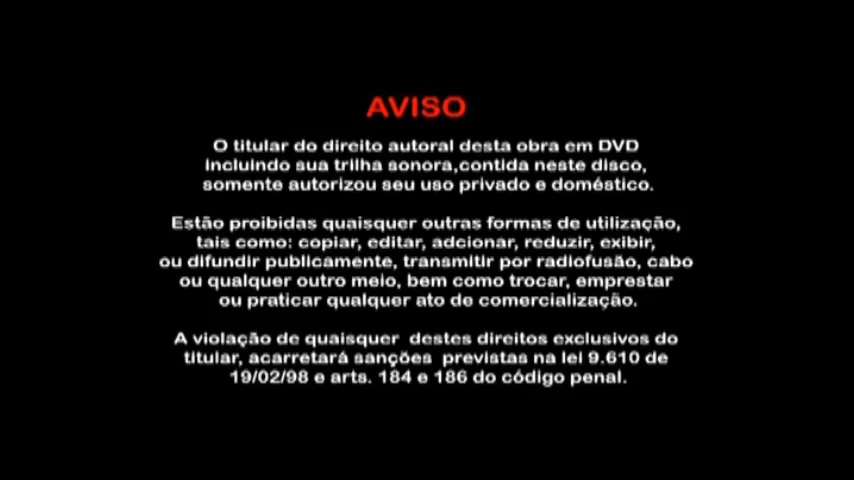 AVISO
O titular do direito autoral desta obra em DVD
incluindo sua trilha sonora,contida neste disco,
somente autorizou seu uso privado e doméstico.
Estão proibidas quaisquer outras formas de utilização,
tais como: copiar, editar, adcionar, reduzir, exibir,
ou difundir publicamente, transmitir por radiofusão, cabo
ou qualquer outro meio, bem como trocar, emprestar
ou praticar qualquer ato de comercialização.
A violação de quaisquer destes direitos exclusivos do
titular, acarretará sanções previstas na lei 9.610 de
19/02/98 e arts. 184 e 186 do código penal.